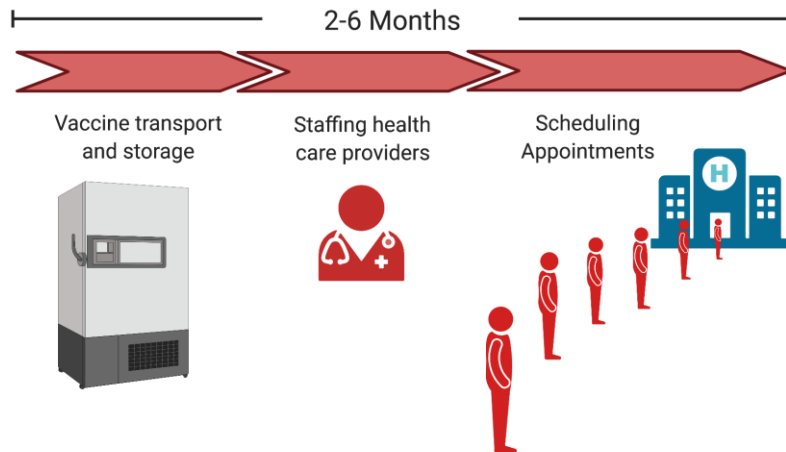 2-6 Months
Vaccine transport
and storage
Staffing health
care providers
Scheduling
Appointments
H